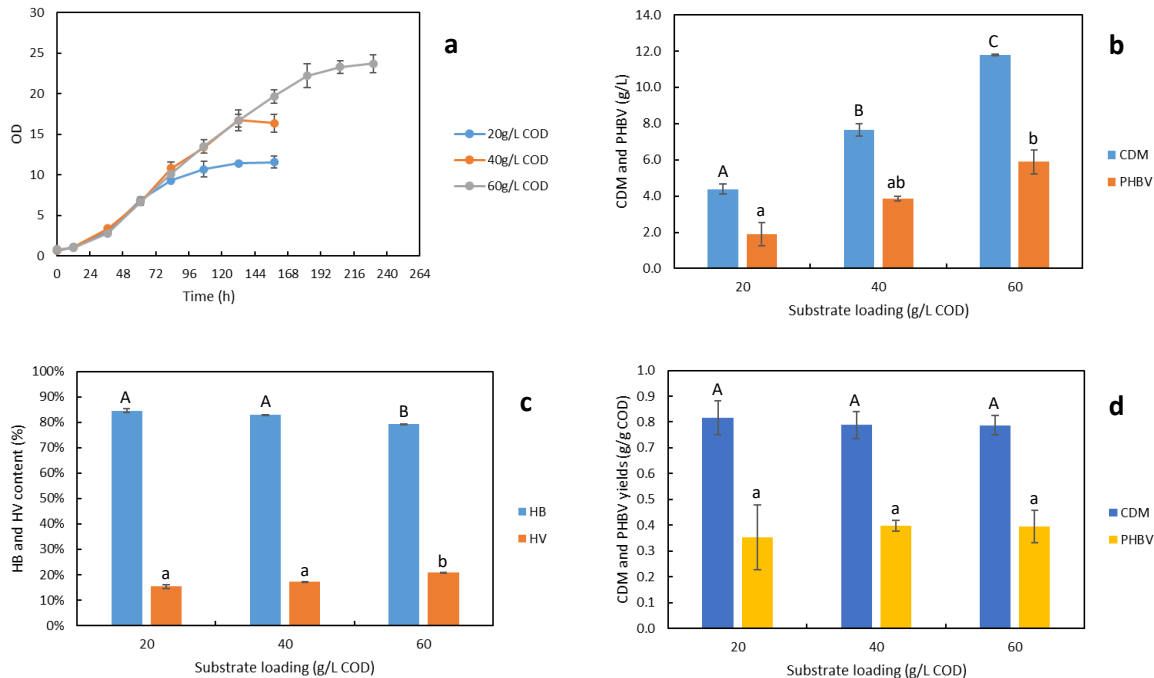 a
30
25
20
15
10
5
0
OD
0 24 48 72 96 120 144 168 192 216 240 264
Time (h)
20g/L COD
40g/L COD
60g/L COD
b
12.0
10.0
8.0
6.0
4.0
2.0
0.0
CDM and PHBV (g/L)
A
a
B
ab
C
b
20 40 60
Substrate loading (g/L COD)
CDM
PHBV
c
100%
90%
80%
70%
60%
50%
40%
30%
20%
10%
0%
HB and HV content (%)
A
a
A
a
B
b
20 40 60
Substrate loading (g/L COD)
HB
HV
d
1.0
0.9
0.8
0.7
0.6
0.5
0.4
0.3
0.2
0.1
0.0
CDM and PHBV yields (g/g COD)
A
a
A
a
A
a
20 40 60
Substrate loading (g/L COD)
CDM
PHBV